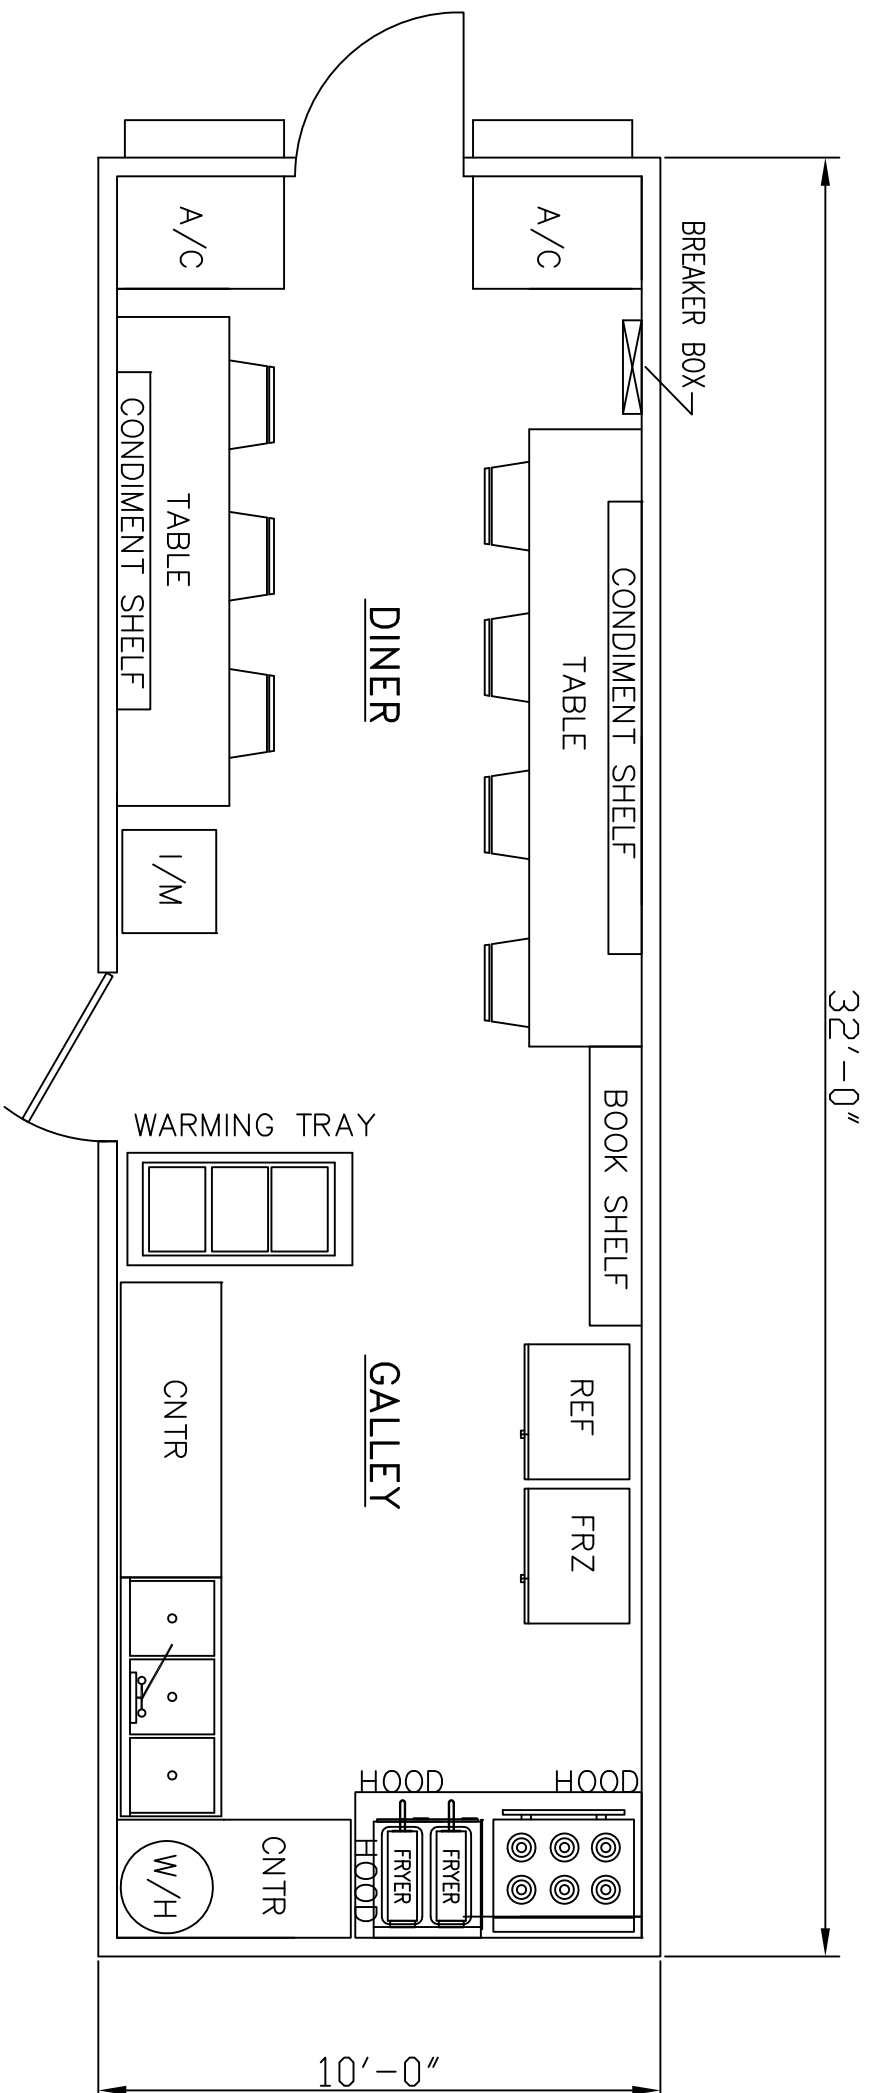 A/C
A/C
BREAKER BOX
CONDIMENT SHELF
TABLE
DINER
TABLE
CONDIMENT SHELF
I/M
32'-0"
WARMING TRAY
BOOK SHELF
GALLEY
CNTR
REF
FRZ
HOOD
HOOD
HOOD
FRYER
FRYER
CNTR
W/H
10'-0"